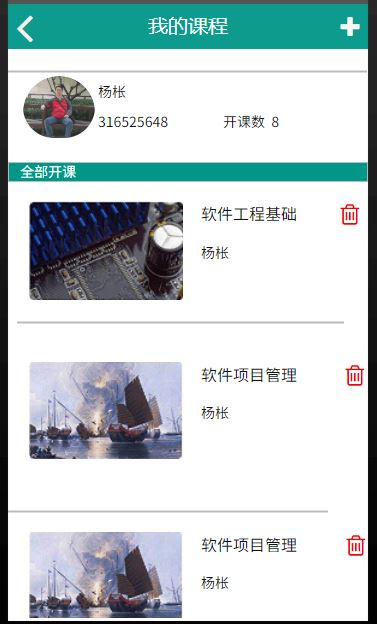 我的课程
杨枨
316525648 开课数 8
全部开课
软件工程基础
杨枨
软件项目管理
杨枨
软件项目管理
杨枨